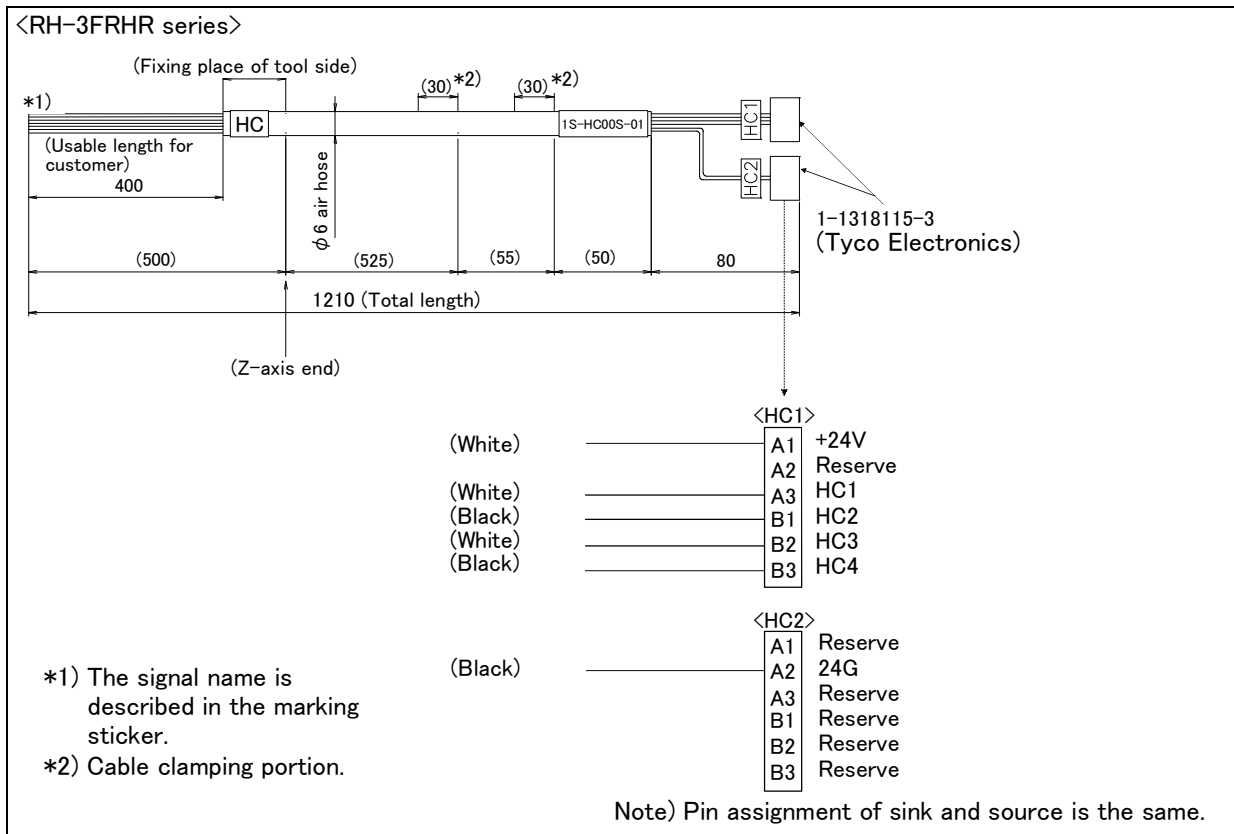 <RH-3FRHR series>
(Fixing place of tool side)
(30)*2)
(30)*2)
*1)
HC
1S-HC00S-01
HC1
HC2
(Usable length for
customer)
400
φ6 air hose
1-1318115-3
(Tyco Electronics)
(500)
(525)
(55)
(50)
80
1210 (Total length)
(Z-axis end)
<HC1>
(White) A1 +24V
A2 Reserve
(White) A3 HC1
(Black) B1 HC2
(White) B2 HC3
(Black) B3 HC4
<HC2>
A1 Reserve
(Black) A2 24G
A3 Reserve
B1 Reserve
B2 Reserve
B3 Reserve
*1) The signal name is
described in the marking
sticker.
*2) Cable clamping portion.
Note) Pin assignment of sink and source is the same.